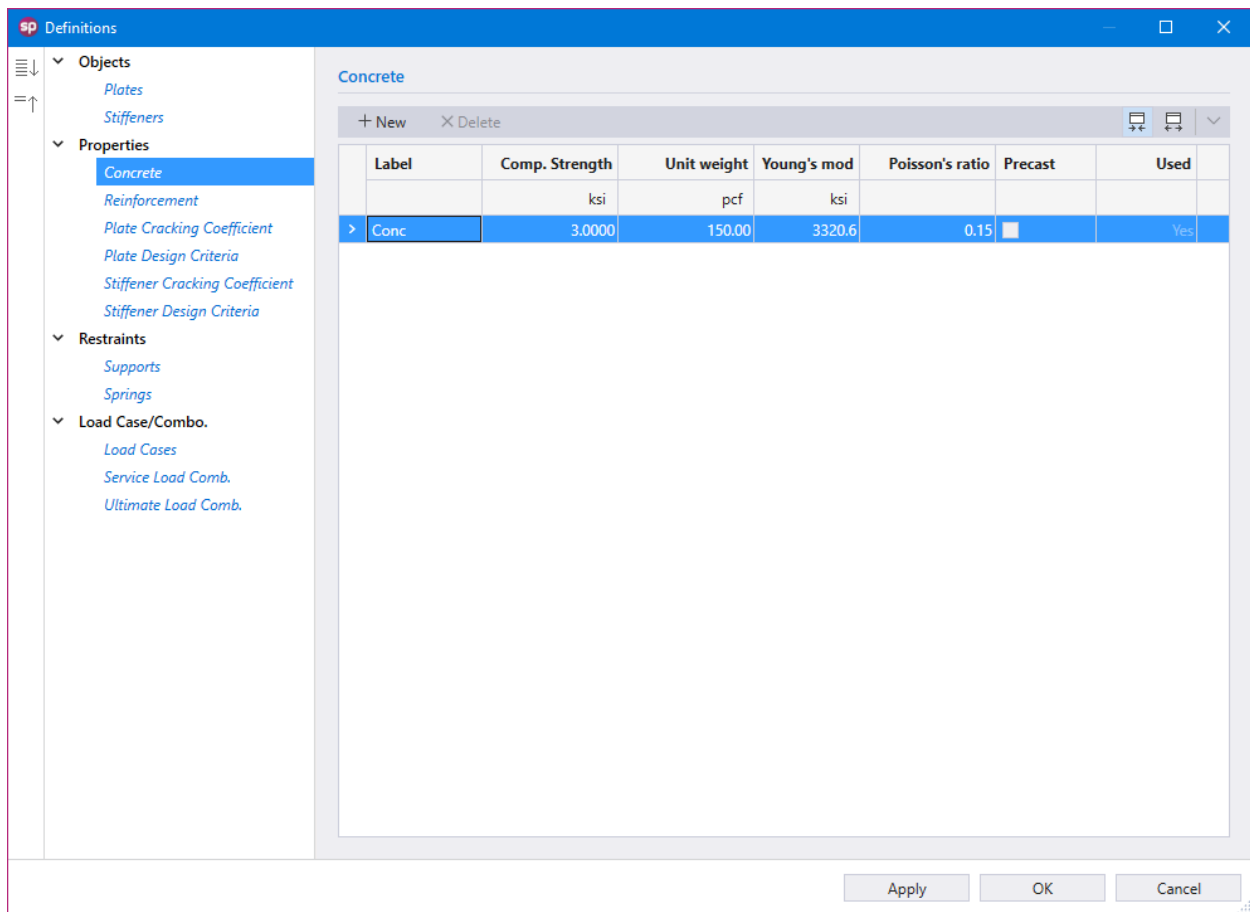 sp Definitions
Objects
Plates
Stiffeners
Properties
Concrete
Reinforcement
Plate Cracking Coefficient
Plate Design Criteria
Stiffener Cracking Coefficient
Stiffener Design Criteria
Restraints
Supports
Springs
Load Case/Combo.
Load Cases
Service Load Comb.
Ultimate Load Comb.
Concrete
+ New × Delete
Label Comp. Strength Unit weight Young's mod Poisson's ratio Precast Used
ksi pcf ksi
Conc 3.0000 150.00 3320.6 0.15 Yes
Apply OK Cancel